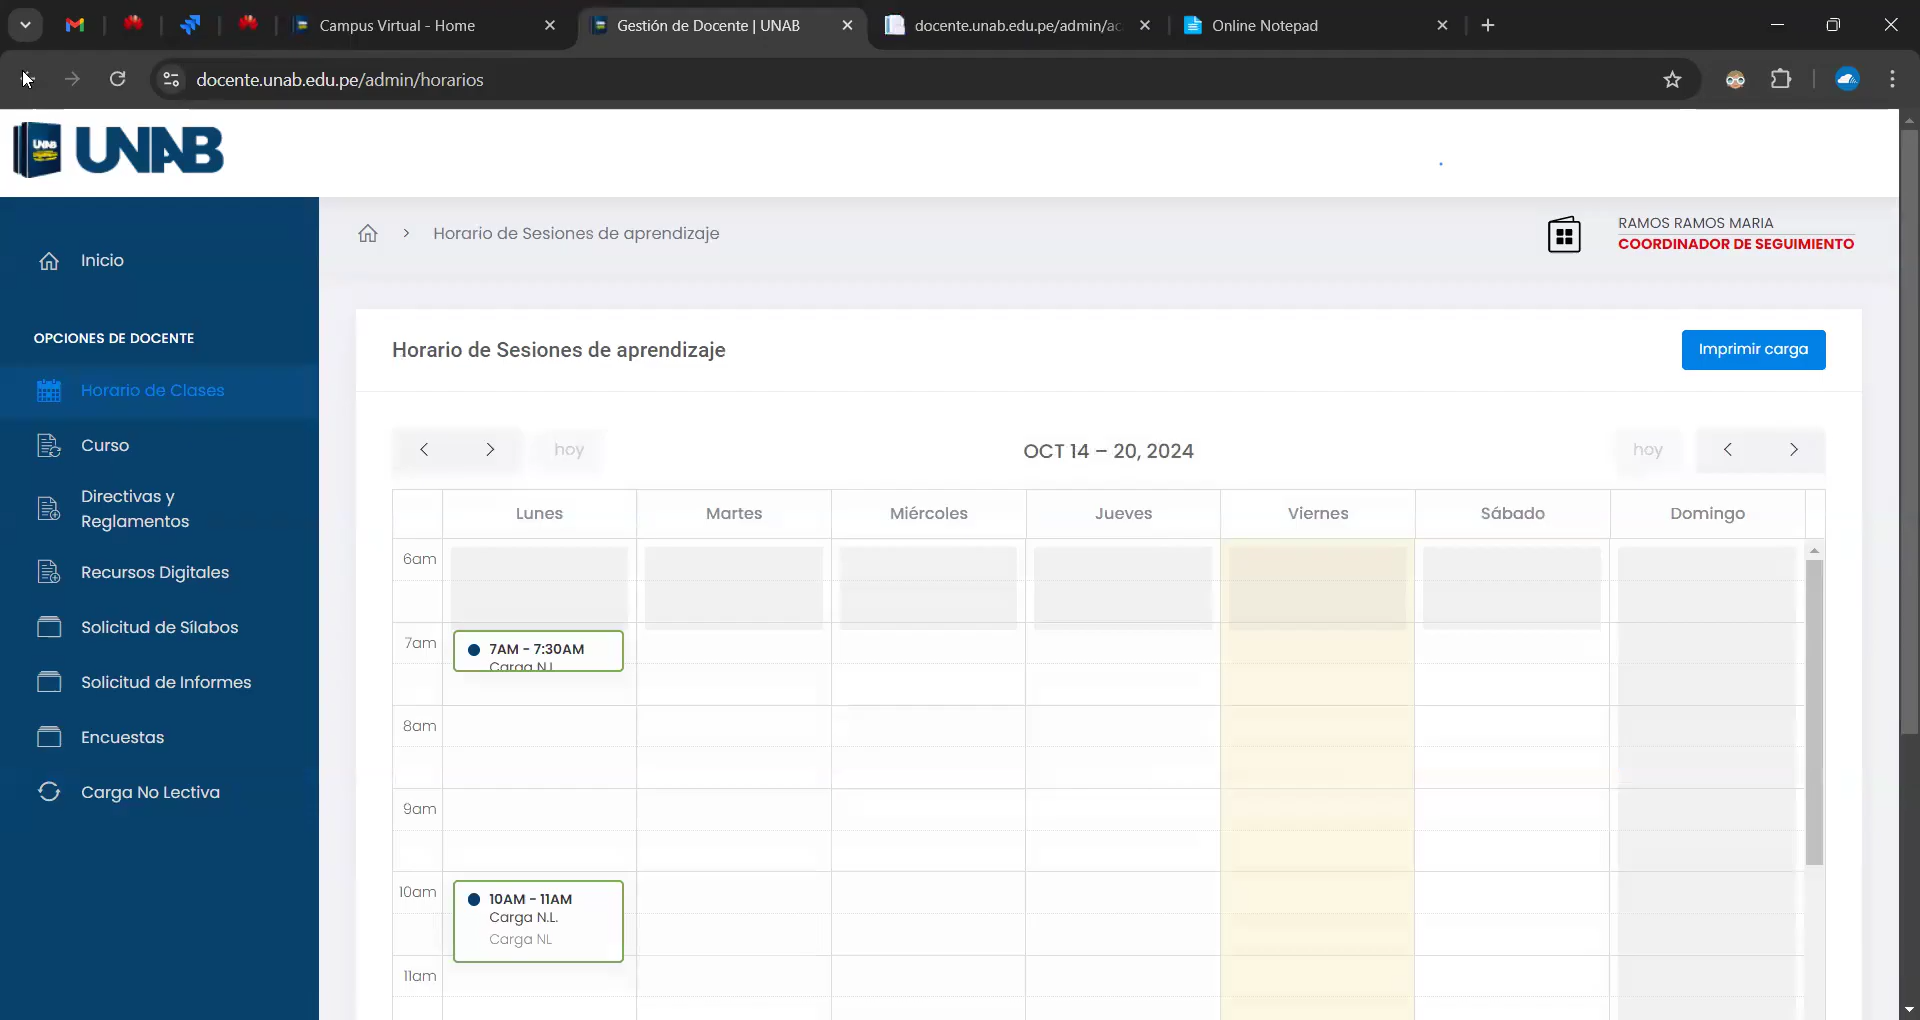 Campus Virtual - Home
Gestión de Docente | UNAB
docente.unab.edu.pe/admin/ac
Online Notepad
docente.unab.edu.pe/admin/horarios
UNAB
UNAB
Horario de Sesiones de aprendizaje
RAMOS RAMOS MARIA
COORDINADOR DE SEGUIMIENTO
Inicio
OPCIONES DE DOCENTE
Horario de Clases
Curso
Directivas y
Reglamentos
Recursos Digitales
Solicitud de Sílabos
Solicitud de Informes
Encuestas
Carga No Lectiva
Horario de Sesiones de aprendizaje
Imprimir carga
hoy
OCT 14 – 20, 2024
hoy
Lunes Martes Miércoles Jueves Viernes Sábado Domingo
6am
7am
7AM - 7:30AM
Carga N.L.
8am
9am
10am
10AM - 11AM
Carga N.L.
Carga NL
11am